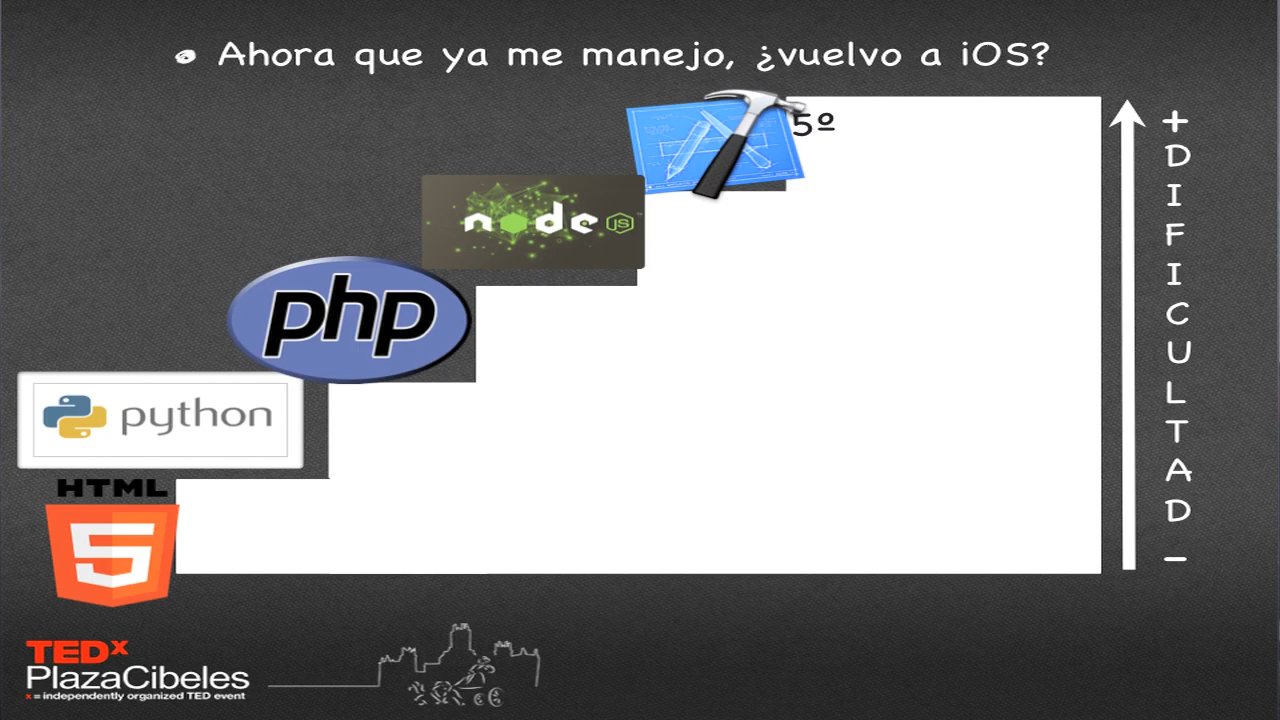 Ahora que ya me manejo, ¿vuelvo a iOS?
5º
node JS
php
python
HTML
5
+ DIFICULTAD -
TEDx
PlazaCibeles
x = independently organized TED event